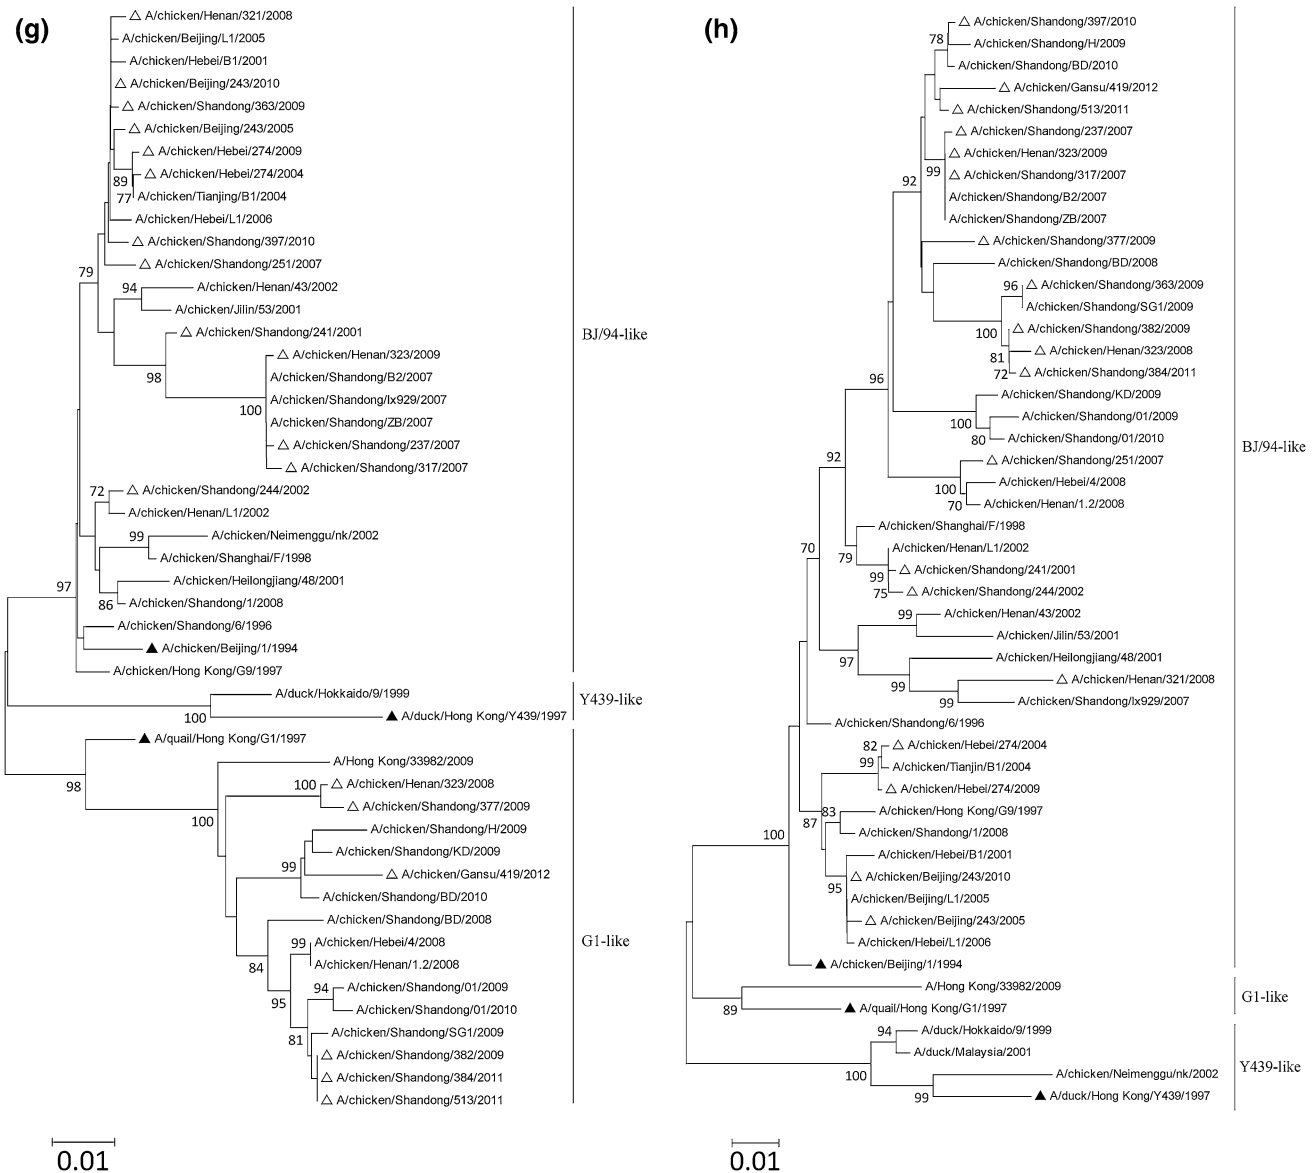 (g)
A/chicken/Henan/321/2008
A/chicken/Beijing/L1/2005
A/chicken/Hebei/B1/2001
A/chicken/Beijing/243/2010
A/chicken/Shandong/363/2009
A/chicken/Beijing/243/2005
A/chicken/Hebei/274/2009
89
A/chicken/Hebei/274/2004
77
A/chicken/Tianjing/B1/2004
A/chicken/Hebei/L1/2006
A/chicken/Shandong/397/2010
A/chicken/Shandong/251/2007
79
94
A/chicken/Henan/43/2002
A/chicken/Jilin/53/2001
A/chicken/Shandong/241/2001
98
A/chicken/Henan/323/2009
A/chicken/Shandong/B2/2007
A/chicken/Shandong/lx929/2007
100
A/chicken/Shandong/ZB/2007
A/chicken/Shandong/237/2007
A/chicken/Shandong/317/2007
72
A/chicken/Shandong/244/2002
A/chicken/Henan/L1/2002
99
A/chicken/Neimenggu/nk/2002
A/chicken/Shanghai/F/1998
97
A/chicken/Heilongjiang/48/2001
86
A/chicken/Shandong/1/2008
A/chicken/Shandong/6/1996
A/chicken/Beijing/1/1994
A/chicken/Hong Kong/G9/1997
BJ/94-like
A/duck/Hokkaido/9/1999
100
A/duck/Hong Kong/Y439/1997
Y439-like
A/quail/Hong Kong/G1/1997
98
A/Hong Kong/33982/2009
100
100
A/chicken/Henan/323/2008
A/chicken/Shandong/377/2009
A/chicken/Shandong/H/2009
99
A/chicken/Shandong/KD/2009
A/chicken/Gansu/419/2012
A/chicken/Shandong/BD/2010
A/chicken/Shandong/BD/2008
84
99
A/chicken/Hebei/4/2008
A/chicken/Henan/1.2/2008
95
94
A/chicken/Shandong/01/2009
A/chicken/Shandong/01/2010
81
A/chicken/Shandong/SG1/2009
A/chicken/Shandong/382/2009
A/chicken/Shandong/384/2011
A/chicken/Shandong/513/2011
G1-like
0.01
(h)
A/chicken/Shandong/397/2010
78
A/chicken/Shandong/H/2009
A/chicken/Shandong/BD/2010
A/chicken/Gansu/419/2012
A/chicken/Shandong/513/2011
A/chicken/Shandong/237/2007
A/chicken/Henan/323/2009
92
99
A/chicken/Shandong/317/2007
A/chicken/Shandong/B2/2007
A/chicken/Shandong/ZB/2007
A/chicken/Shandong/377/2009
A/chicken/Shandong/BD/2008
96
A/chicken/Shandong/363/2009
A/chicken/Shandong/SG1/2009
100
A/chicken/Shandong/382/2009
81
A/chicken/Henan/323/2008
72
A/chicken/Shandong/384/2011
96
A/chicken/Shandong/KD/2009
100
A/chicken/Shandong/01/2009
80
A/chicken/Shandong/01/2010
92
A/chicken/Shandong/251/2007
100
A/chicken/Hebei/4/2008
70
A/chicken/Henan/1.2/2008
A/chicken/Shanghai/F/1998
70
79
A/chicken/Henan/L1/2002
99
A/chicken/Shandong/241/2001
75
A/chicken/Shandong/244/2002
99
A/chicken/Henan/43/2002
A/chicken/Jilin/53/2001
97
A/chicken/Heilongjiang/48/2001
99
A/chicken/Henan/321/2008
99
A/chicken/Shandong/lx929/2007
A/chicken/Shandong/6/1996
82
A/chicken/Hebei/274/2004
99
A/chicken/Tianjin/B1/2004
A/chicken/Hebei/274/2009
83
A/chicken/Hong Kong/G9/1997
87
A/chicken/Shandong/1/2008
100
A/chicken/Hebei/B1/2001
A/chicken/Beijing/243/2010
95
A/chicken/Beijing/L1/2005
A/chicken/Beijing/243/2005
A/chicken/Hebei/L1/2006
A/chicken/Beijing/1/1994
BJ/94-like
A/Hong Kong/33982/2009
89
A/quail/Hong Kong/G1/1997
G1-like
94
A/duck/Hokkaido/9/1999
A/duck/Malaysia/2001
100
A/chicken/Neimenggu/nk/2002
99
A/duck/Hong Kong/Y439/1997
Y439-like
0.01